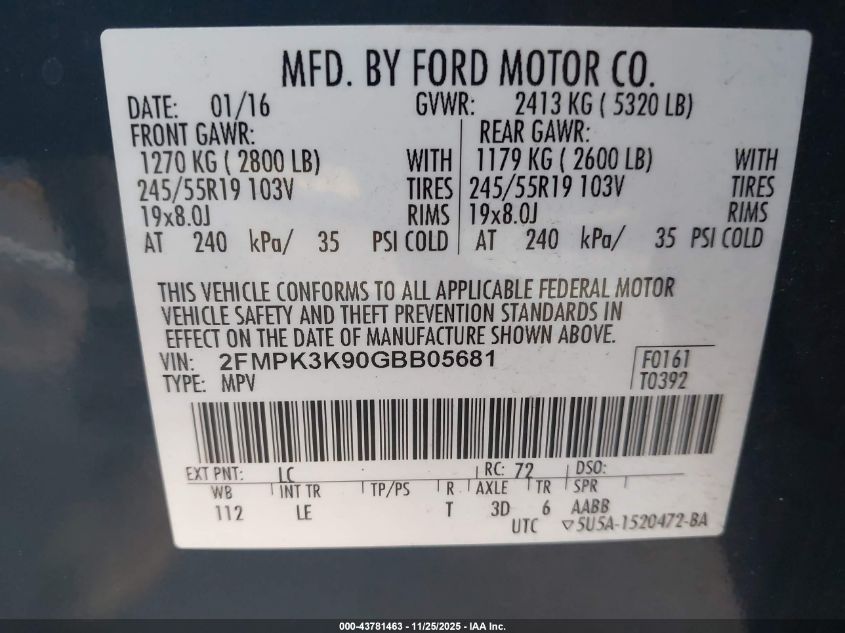 MFD. BY FORD MOTOR CO.
DATE: 01/16 GVWR: 2413 KG ( 5320 LB)
FRONT GAWR: REAR GAWR:
1270 KG ( 2800 LB) WITH 1179 KG ( 2600 LB) WITH
245/55R19 103V TIRES 245/55R19 103V TIRES
19x8.0J RIMS 19x8.0J RIMS
AT 240 kPa/ 35 PSI COLD AT 240 kPa/ 35 PSI COLD
THIS VEHICLE CONFORMS TO ALL APPLICABLE FEDERAL MOTOR
VEHICLE SAFETY AND THEFT PREVENTION STANDARDS IN
EFFECT ON THE DATE OF MANUFACTURE SHOWN ABOVE.
VIN: 2FMPK3K90GBB05681 F0161
TYPE: MPV T0392
EXT PNT: LC RC: 72 DSO:
WB INT TR TP/PS R AXLE TR SPR
112 LE T 3D 6 AABB
UTC ▽5U5A-1520472-BA
000-43781463 - 11/25/2025 - IAA Inc.